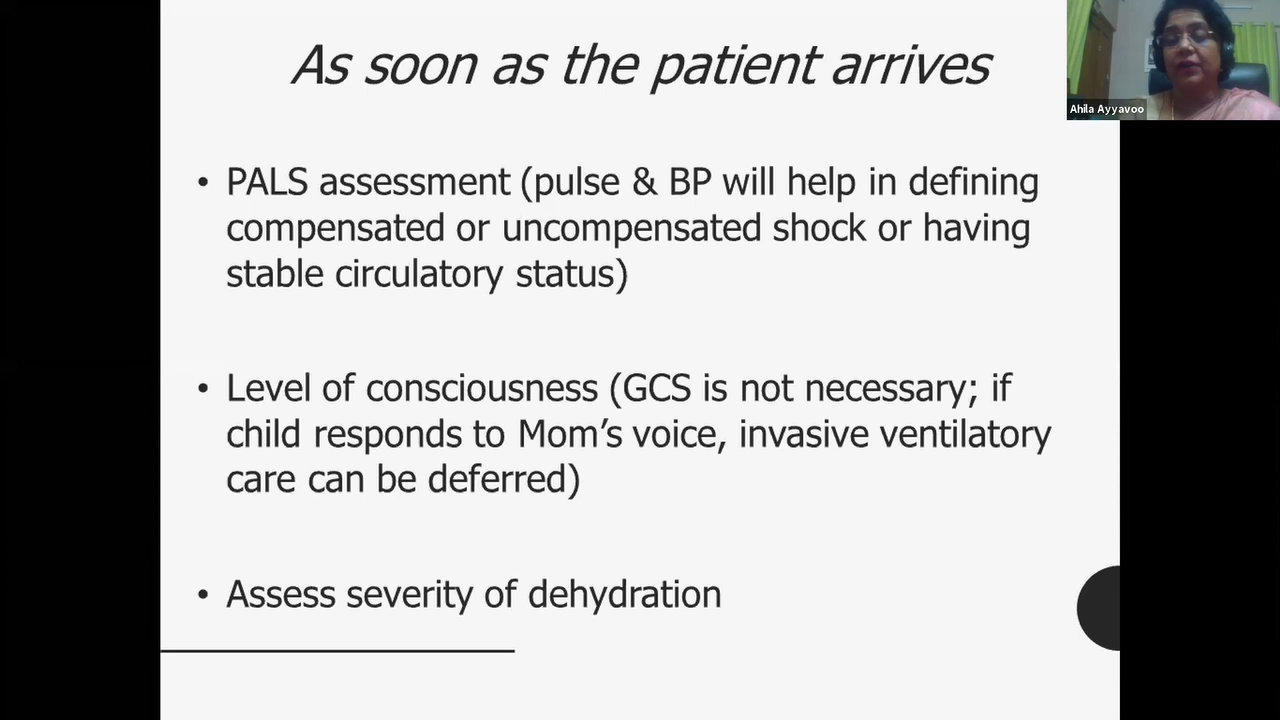 As soon as the patient arrives
Ahila Ayyavoo
• PALS assessment (pulse & BP will help in defining
compensated or uncompensated shock or having
stable circulatory status)
• Level of consciousness (GCS is not necessary; if
child responds to Mom’s voice, invasive ventilatory
care can be deferred)
• Assess severity of dehydration